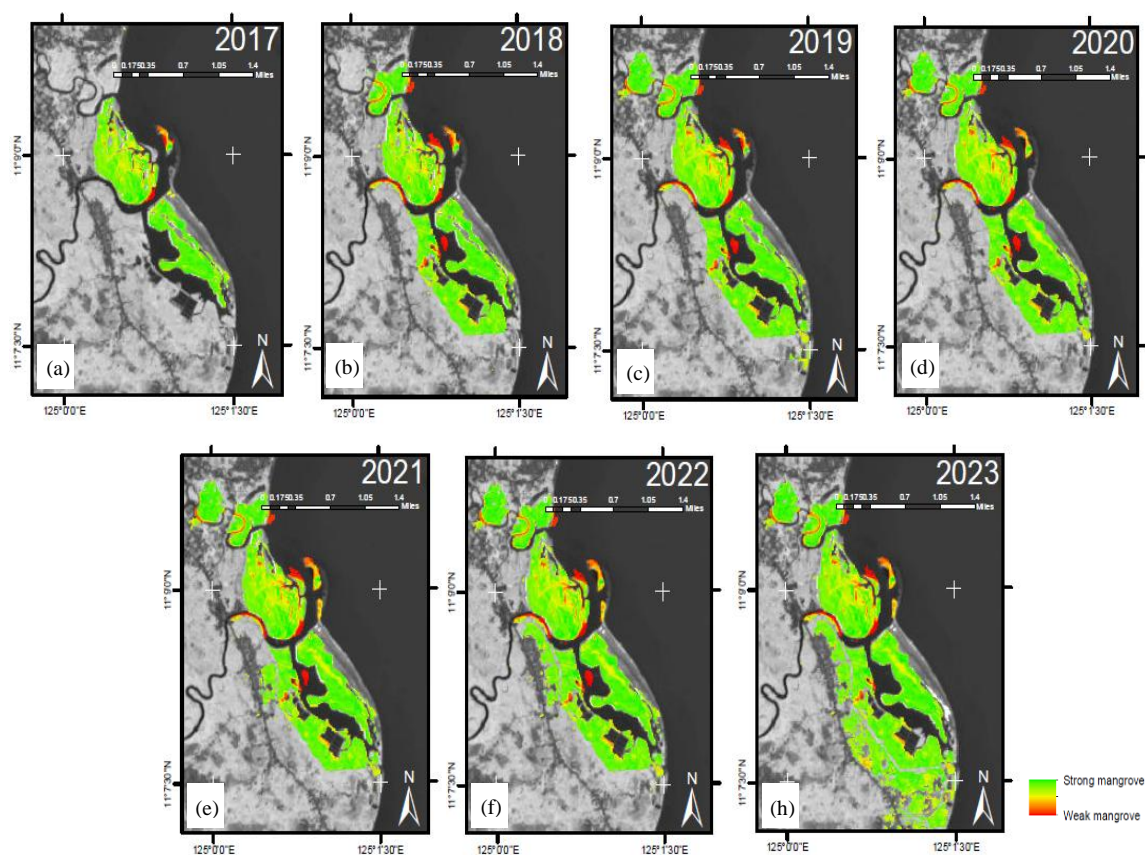 2017
0 0.175 0.35 0.7 1.05 1.4
Miles
11°9'0"N
11°7'30"N
N
(a)
125°0'0"E 125°1'30"E
2018
0 0.175 0.35 0.7 1.05 1.4
Miles
11°9'0"N
11°7'30"N
N
(b)
125°0'0"E 125°1'30"E
2019
0 0.175 0.35 0.7 1.05 1.4
Miles
11°9'0"N
11°7'30"N
N
(c)
125°0'0"E 125°1'30"E
2020
0 0.175 0.35 0.7 1.05 1.4
Miles
11°9'0"N
11°7'30"N
N
(d)
125°0'0"E 125°1'30"E
2021
0 0.175 0.35 0.7 1.05 1.4
Miles
11°9'0"N
11°7'30"N
N
(e)
125°0'0"E 125°1'30"E
2022
0 0.175 0.35 0.7 1.05 1.4
Miles
11°9'0"N
11°7'30"N
N
(f)
125°0'0"E 125°1'30"E
2023
0 0.175 0.35 0.7 1.05 1.4
Miles
11°9'0"N
11°7'30"N
N
(h)
125°0'0"E 125°1'30"E
Strong mangrove
Weak mangrove